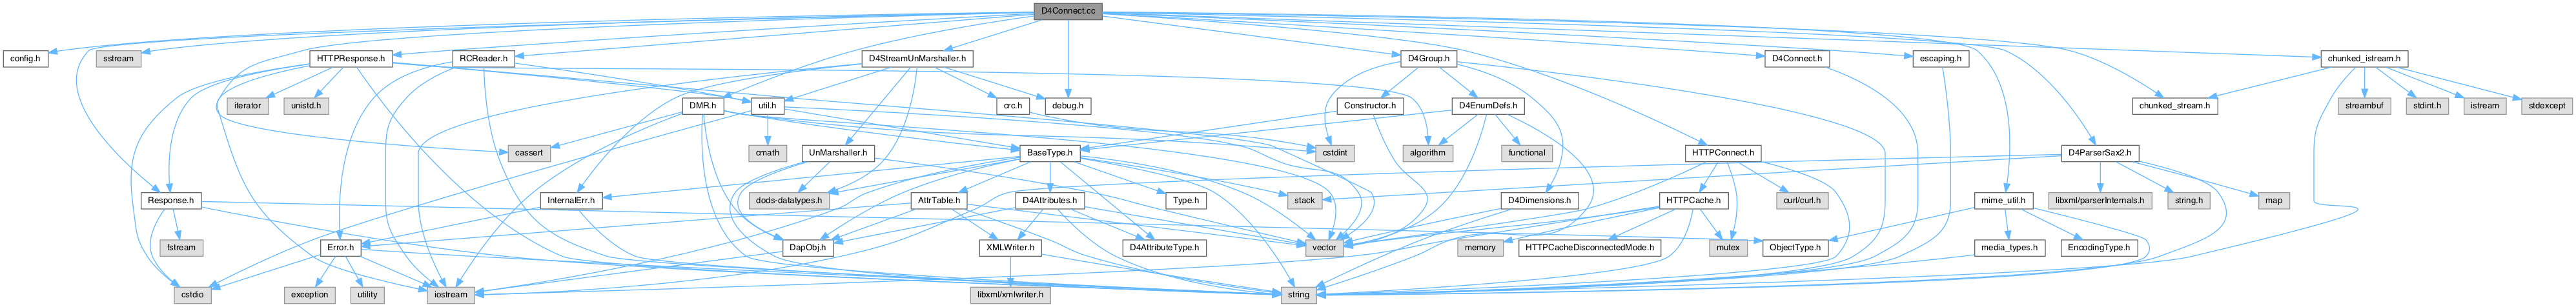 D4Connect.cc
config.h
sstream
HTTPResponse.h
RCReader.h
D4StreamUnMarshaller.h
D4Group.h
D4Connect.h
escaping.h
chunked_istream.h
iterator
unistd.h
DMR.h
util.h
crc.h
debug.h
Constructor.h
D4EnumDefs.h
chunked_stream.h
streambuf
stdint.h
istream
stdexcept
cassert
cmath
UnMarshaller.h
BaseType.h
cstdint
algorithm
functional
HTTPConnect.h
D4ParserSax2.h
Response.h
InternalErr.h
dods-datatypes.h
AttrTable.h
D4Attributes.h
Type.h
stack
D4Dimensions.h
HTTPCache.h
curl/curl.h
libxml/parserInternals.h
string.h
map
mime_util.h
fstream
Error.h
DapObj.h
XMLWriter.h
D4AttributeType.h
vector
memory
HTTPCacheDisconnectedMode.h
mutex
ObjectType.h
media_types.h
EncodingType.h
cstdio
exception
utility
iostream
libxml/xmlwriter.h
string